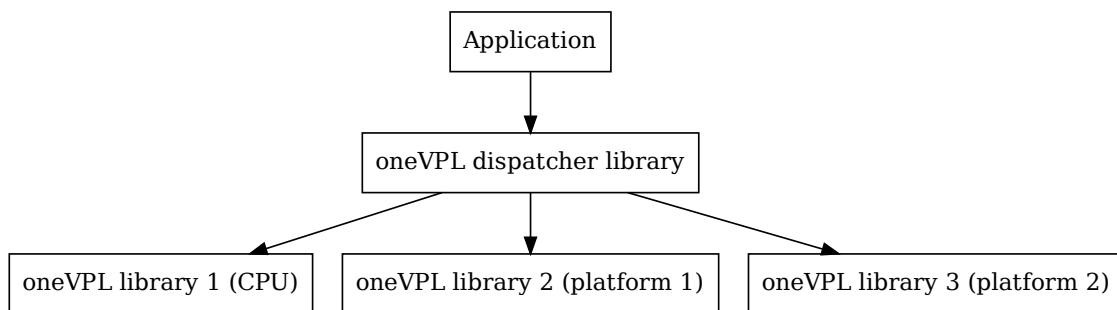 Application
oneVPL dispatcher library
oneVPL library 1 (CPU)
oneVPL library 2 (platform 1)
oneVPL library 3 (platform 2)